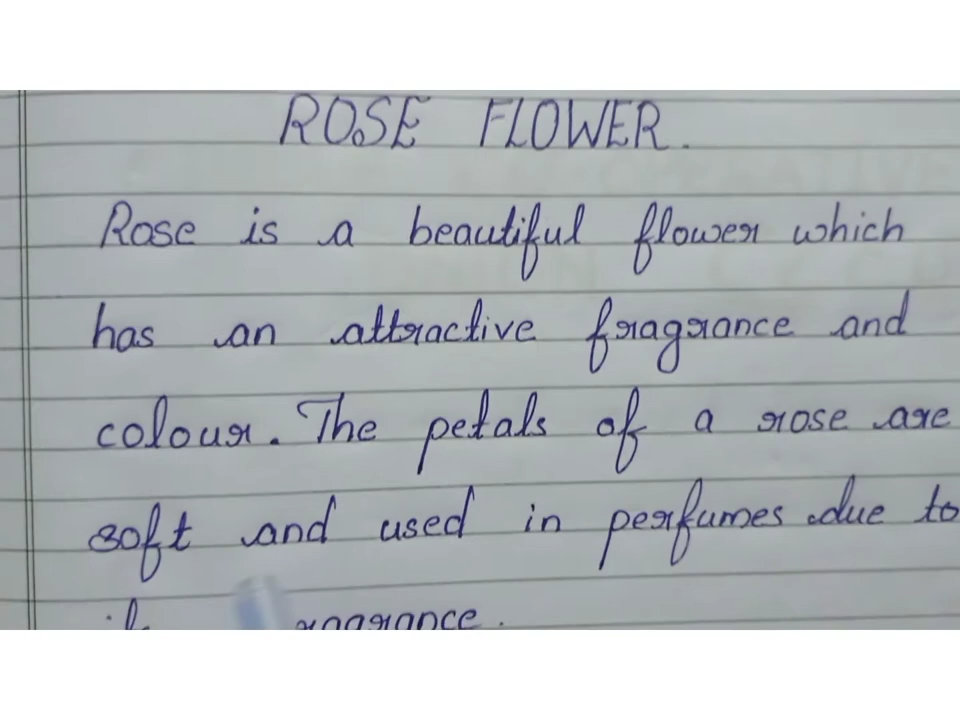 ROSE FLOWER.
Rose is a beautiful flower which
has an attractive fragrance and
colour. The petals of a rose are
soft and used in perfumes due to